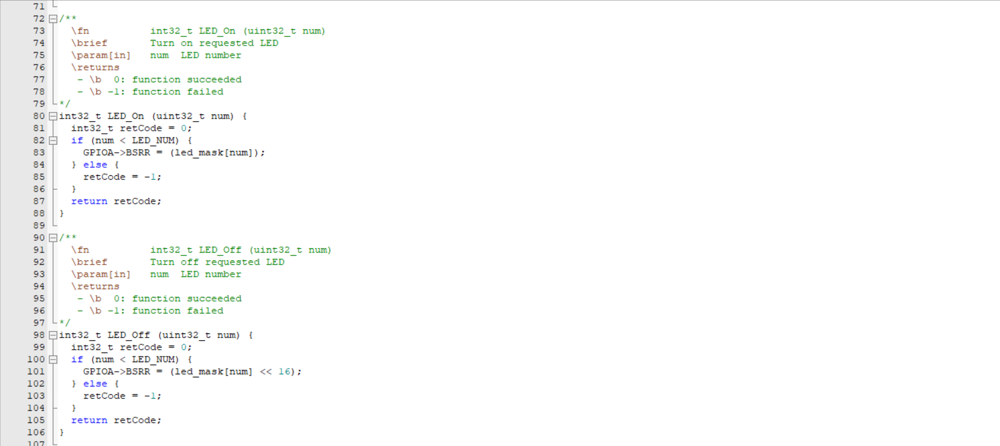 71
72 /**
73 \fn int32_t LED_On (uint32_t num)
74 \brief Turn on requested LED
75 \param[in] num LED number
76 \returns
77 - \b 0: function succeeded
78 - \b -1: function failed
79 */
80 int32_t LED_On (uint32_t num) {
81 int32_t retCode = 0;
82 if (num < LED_NUM) {
83 GPIOA->BSRR = (led_mask[num]);
84 } else {
85 retCode = -1;
86 }
87 return retCode;
88 }
89
90 /**
91 \fn int32_t LED_Off (uint32_t num)
92 \brief Turn off requested LED
93 \param[in] num LED number
94 \returns
95 - \b 0: function succeeded
96 - \b -1: function failed
97 */
98 int32_t LED_Off (uint32_t num) {
99 int32_t retCode = 0;
100 if (num < LED_NUM) {
101 GPIOA->BSRR = (led_mask[num] << 16);
102 } else {
103 retCode = -1;
104 }
105 return retCode;
106 }
107